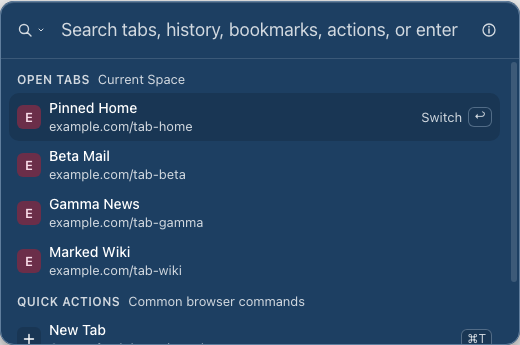 Search tabs, history, bookmarks, actions, or enter
OPEN TABS Current Space
E Pinned Home
example.com/tab-home
Switch ↩
E Beta Mail
example.com/tab-beta
E Gamma News
example.com/tab-gamma
E Marked Wiki
example.com/tab-wiki
QUICK ACTIONS Common browser commands
+ New Tab
⌘T